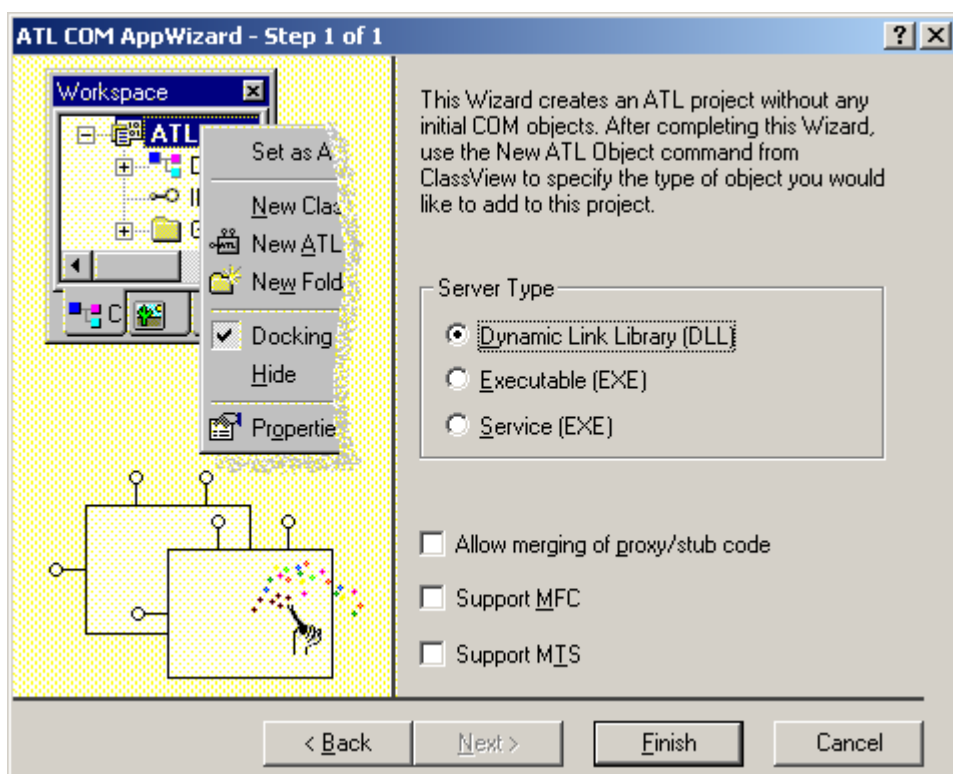 ATL COM AppWizard - Step 1 of 1
Workspace
ATL
Set as A
New Clas
New ATL
New Fold
C
Docking
Hide
Propertie
This Wizard creates an ATL project without any
initial COM objects. After completing this Wizard,
use the New ATL Object command from
ClassView to specify the type of object you would
like to add to this project.
Server Type
Dynamic Link Library (DLL)
Executable (EXE)
Service (EXE)
Allow merging of proxy/stub code
Support MFC
Support MTS
< Back
Next >
Finish
Cancel